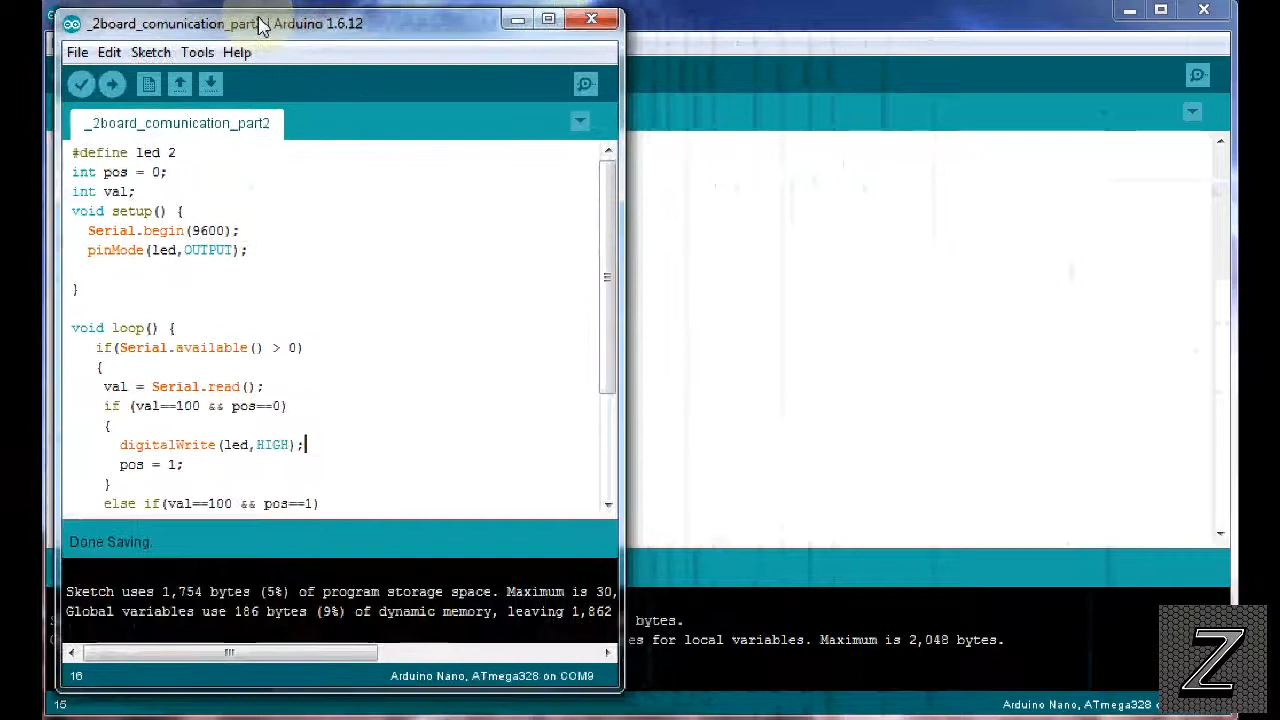 _2board_comunication_part2 | Arduino 1.6.12
File Edit Sketch Tools Help
_2board_comunication_part2
#define led 2
int pos = 0;
int val;
void setup() {
Serial.begin(9600);
pinMode(led,OUTPUT);
}
void loop() {
if(Serial.available() > 0)
{
val = Serial.read();
if (val==100 && pos==0)
{
digitalWrite(led,HIGH);
pos = 1;
}
else if(val==100 && pos==1)
Done Saving.
Sketch uses 1,754 bytes (5%) of program storage space. Maximum is 30,
bytes.
Global variables use 186 bytes (9%) of dynamic memory, leaving 1,862
es for local variables. Maximum is 2,048 bytes.
16
Arduino Nano, ATmega328 on COM9
15
Arduino Nano, ATmega328
Z